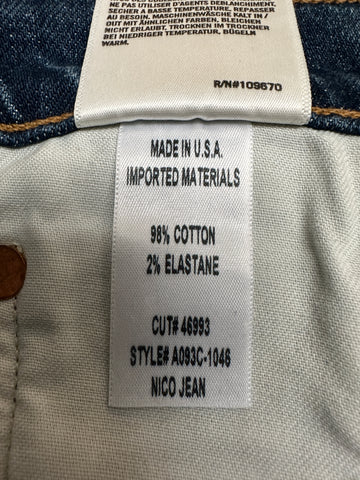 NE PAS UTILISER D'AGENTS DEBLANCHIMENT,
SECHER A BASSE TEMPERATURE, REPASSER
AU BESOIN. MASCHINENWÄSCHE KALT IN /
OUT MIT ÄHNLICHEN FARBEN, BLEICHEN
NICHT ERLAUBT, TROCKNEN IM TROCKNER
BEI NIEDRIGER TEMPERATUR, BÜGELN
WARM.
R/N#109670
MADE IN U.S.A.
IMPORTED MATERIALS
98% COTTON
2% ELASTANE
CUT# 46993
STYLE# A093C-1046
NICO JEAN